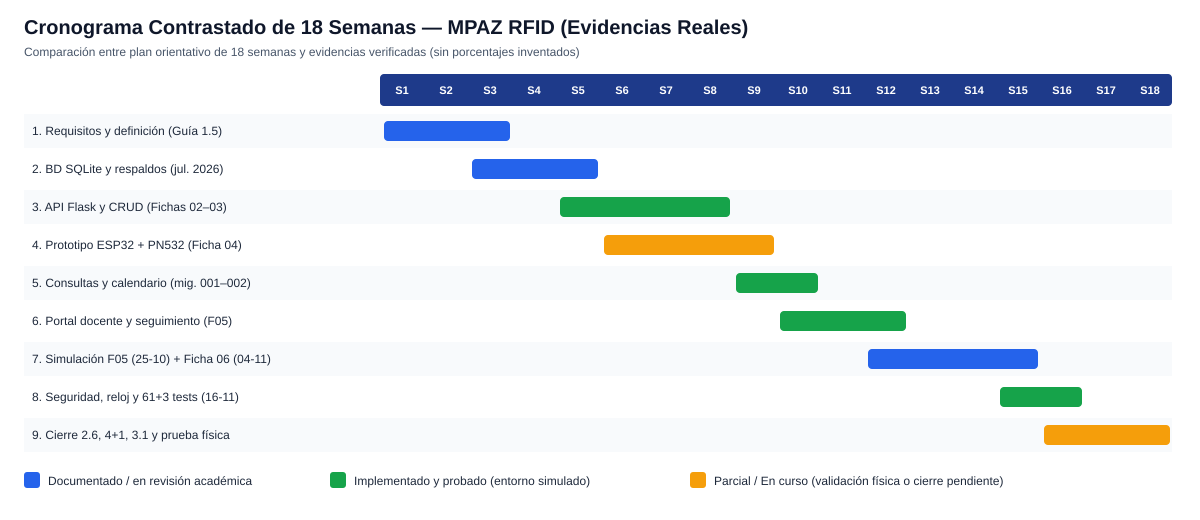 Cronograma Contrastado de 18 Semanas — MPAZ RFID (Evidencias Reales)
Comparación entre plan orientativo de 18 semanas y evidencias verificadas (sin porcentajes inventados)
S1 S2 S3 S4 S5 S6 S7 S8 S9 S10 S11 S12 S13 S14 S15 S16 S17 S18
1. Requisitos y definición (Guía 1.5)
2. BD SQLite y respaldos (jul. 2026)
3. API Flask y CRUD (Fichas 02–03)
4. Prototipo ESP32 + PN532 (Ficha 04)
5. Consultas y calendario (mig. 001–002)
6. Portal docente y seguimiento (F05)
7. Simulación F05 (25-10) + Ficha 06 (04-11)
8. Seguridad, reloj y 61+3 tests (16-11)
9. Cierre 2.6, 4+1, 3.1 y prueba física
Documentado / en revisión académica Implementado y probado (entorno simulado) Parcial / En curso (validación física o cierre pendiente)